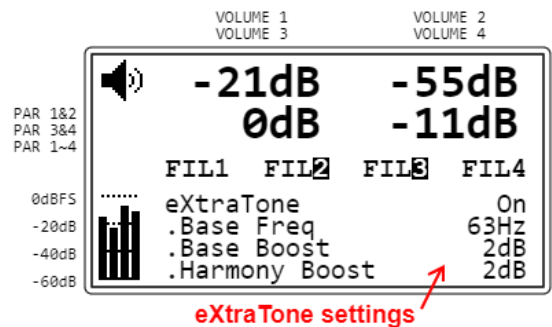 VOLUME 1 VOLUME 2
VOLUME 3 VOLUME 4
-21dB -55dB
PAR 1&2
0dB -11dB
PAR 3&4
PAR 1~4
FIL1 FIL2 FIL3 FIL4
0dBFS
eXtraTone On
-20dB
.Base Freq 63Hz
.Base Boost 2dB
-40dB
.Harmony Boost 2dB
-60dB
eXtraTone settings